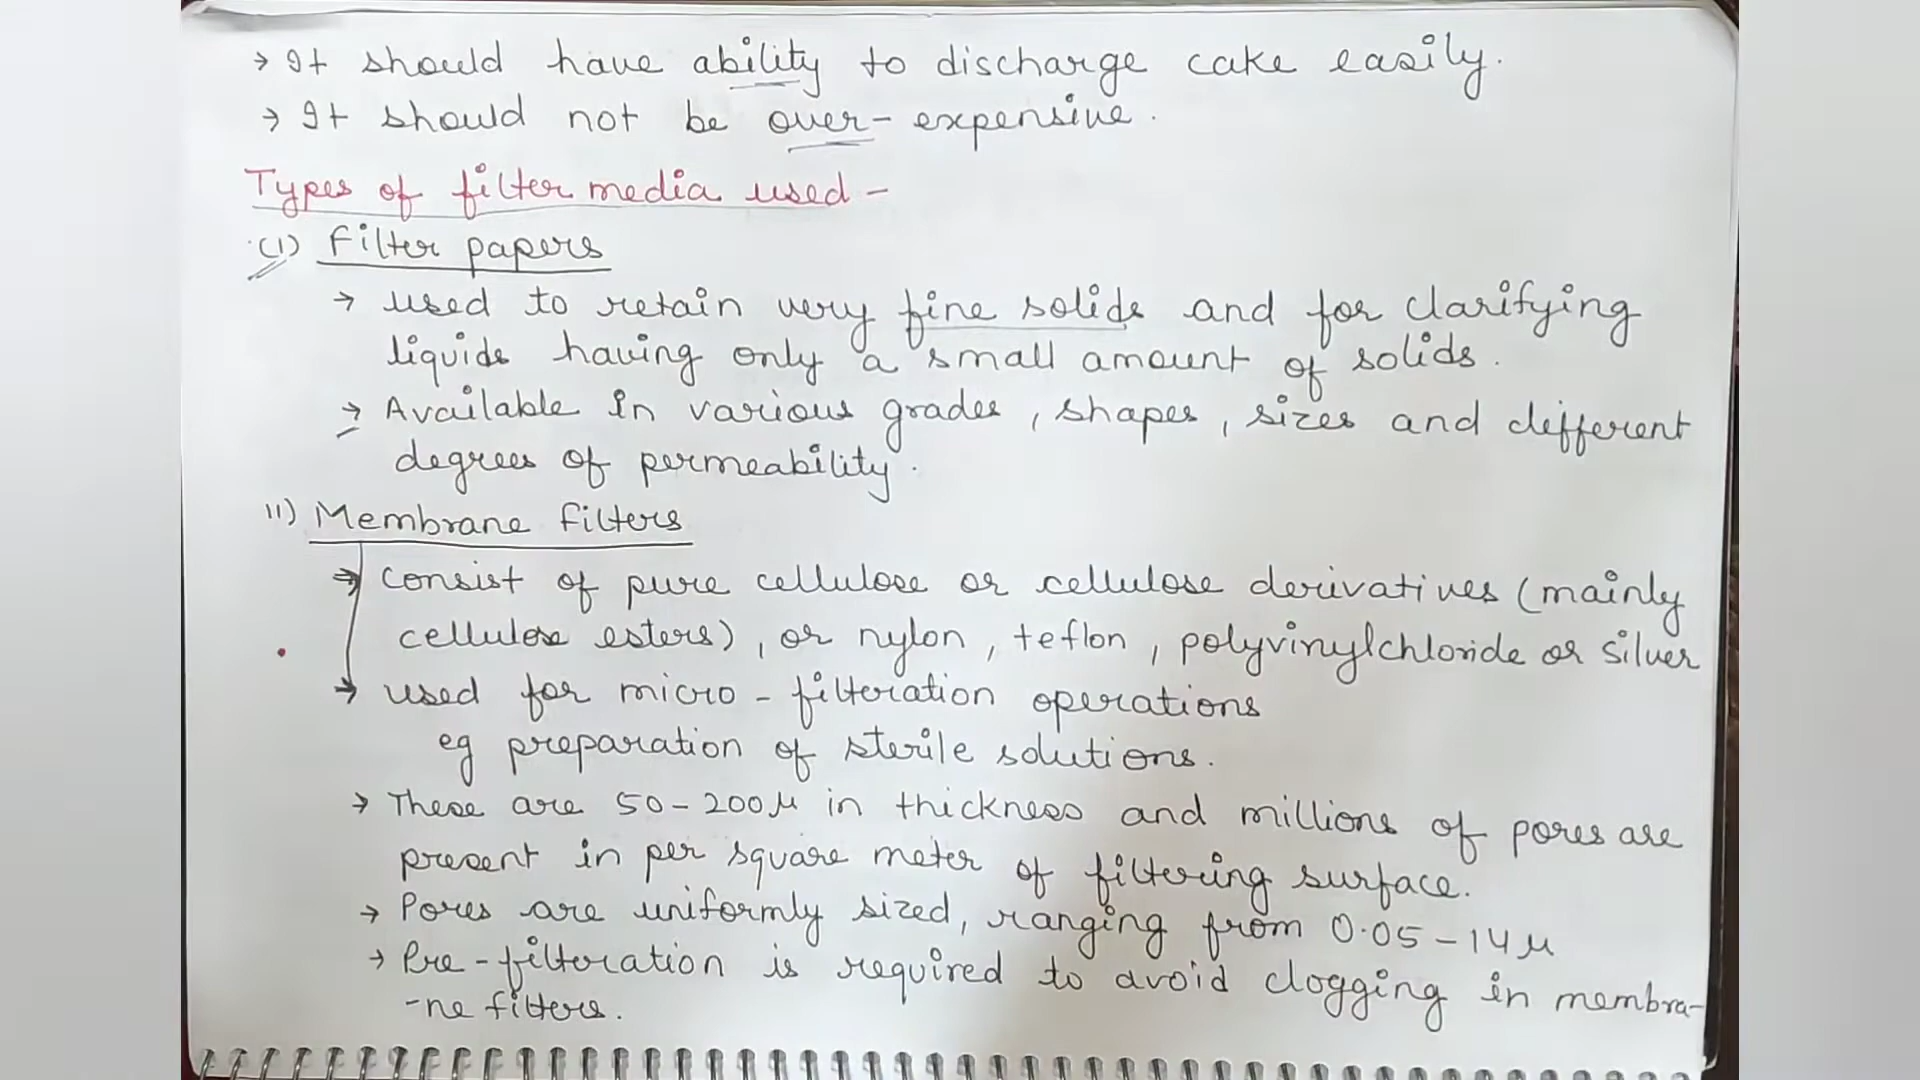 → It should have ability to discharge cake easily.
→ It should not be over-expensive.
Types of filter media used -
(1) Filter papers
→ used to retain very fine solids and for clarifying
liquids having only a small amount of solids.
→ Available in various grades, shapes, sizes and different
degrees of permeability.
11) Membrane filters
→ consist of pure cellulose or cellulose derivatives (mainly
cellulose esters), or nylon, teflon, polyvinylchloride or silver
→ used for micro-filteration operations
eg preparation of sterile solutions.
→ These are 50-200μ in thickness and millions of pores are
present in per square meter of filtering surface.
→ Pores are uniformly sized, ranging from 0.05-14μ
→ Pre-filteration is required to avoid clogging in membra-
-ne filters.